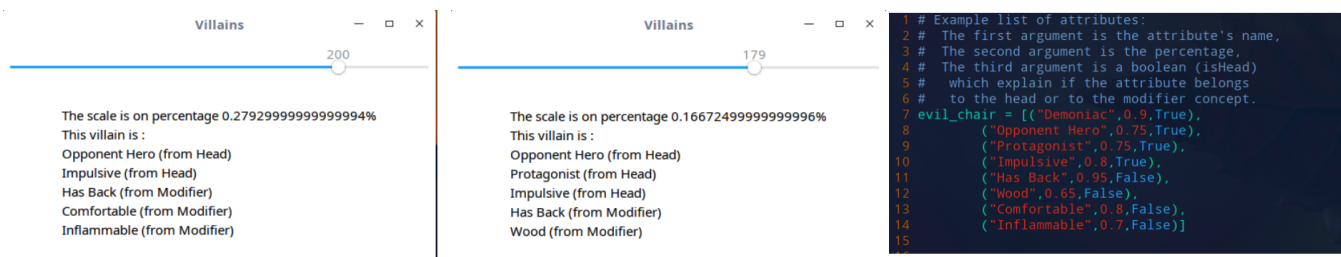 Villains
200
The scale is on percentage 0.27929999999999994%
This villain is :
Opponent Hero (from Head)
Impulsive (from Head)
Has Back (from Modifier)
Comfortable (from Modifier)
Inflammable (from Modifier)
Villains
179
The scale is on percentage 0.16672499999999996%
This villain is :
Opponent Hero (from Head)
Protagonist (from Head)
Impulsive (from Head)
Has Back (from Modifier)
Wood (from Modifier)
1 # Example list of attributes:
2 #  The first argument is the attribute's name,
3 #  The second argument is the percentage,
4 #  The third argument is a boolean (isHead)
5 #   which explain if the attribute belongs
6 #   to the head or to the modifier concept.
7 evil_chair = [("Demoniac",0.9,True),
8 ("Opponent Hero",0.75,True),
9 ("Protagonist",0.75,True),
10 ("Impulsive",0.8,True),
11 ("Has Back",0.95,False),
12 ("Wood",0.65,False),
13 ("Comfortable",0.8,False),
14 ("Inflammable",0.7,False)]
15